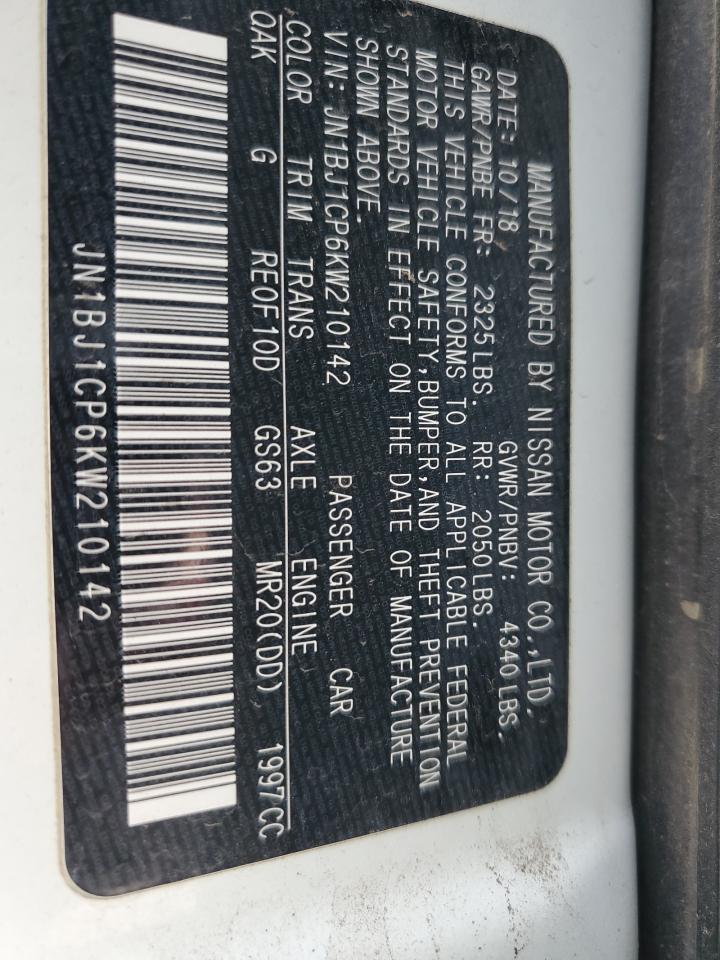 MANUFACTURED BY NISSAN MOTOR CO.,LTD.
DATE: 10/18 GVWR/PNBV: 4340 LBS.
GAWR/PNBE FR: 2325 LBS. RR: 2050 LBS.
THIS VEHICLE CONFORMS TO ALL APPLICABLE FEDERAL
MOTOR VEHICLE SAFETY, BUMPER, AND THEFT PREVENTION
STANDARDS IN EFFECT ON THE DATE OF MANUFACTURE
SHOWN ABOVE.
VIN: JN1BJ1CP6KW210142 PASSENGER CAR
COLOR TRIM TRANS AXLE ENGINE
QAK G RE0F10D GS63 MR20(DD) 1997CC
JN1BJ1CP6KW210142